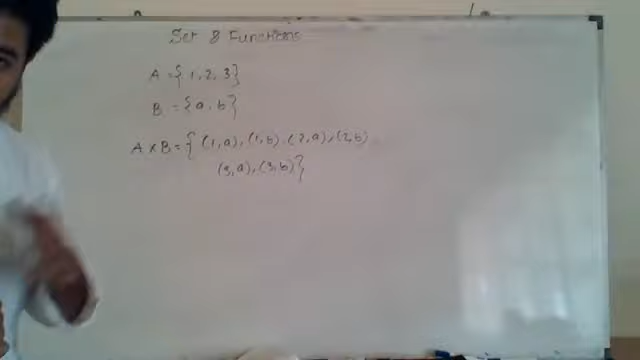 Set & Functions
A = {1, 2, 3}
B = {a, b}
A × B = { (1, a), (1, b), (2, a), (2, b)
(3, a), (3, b)}